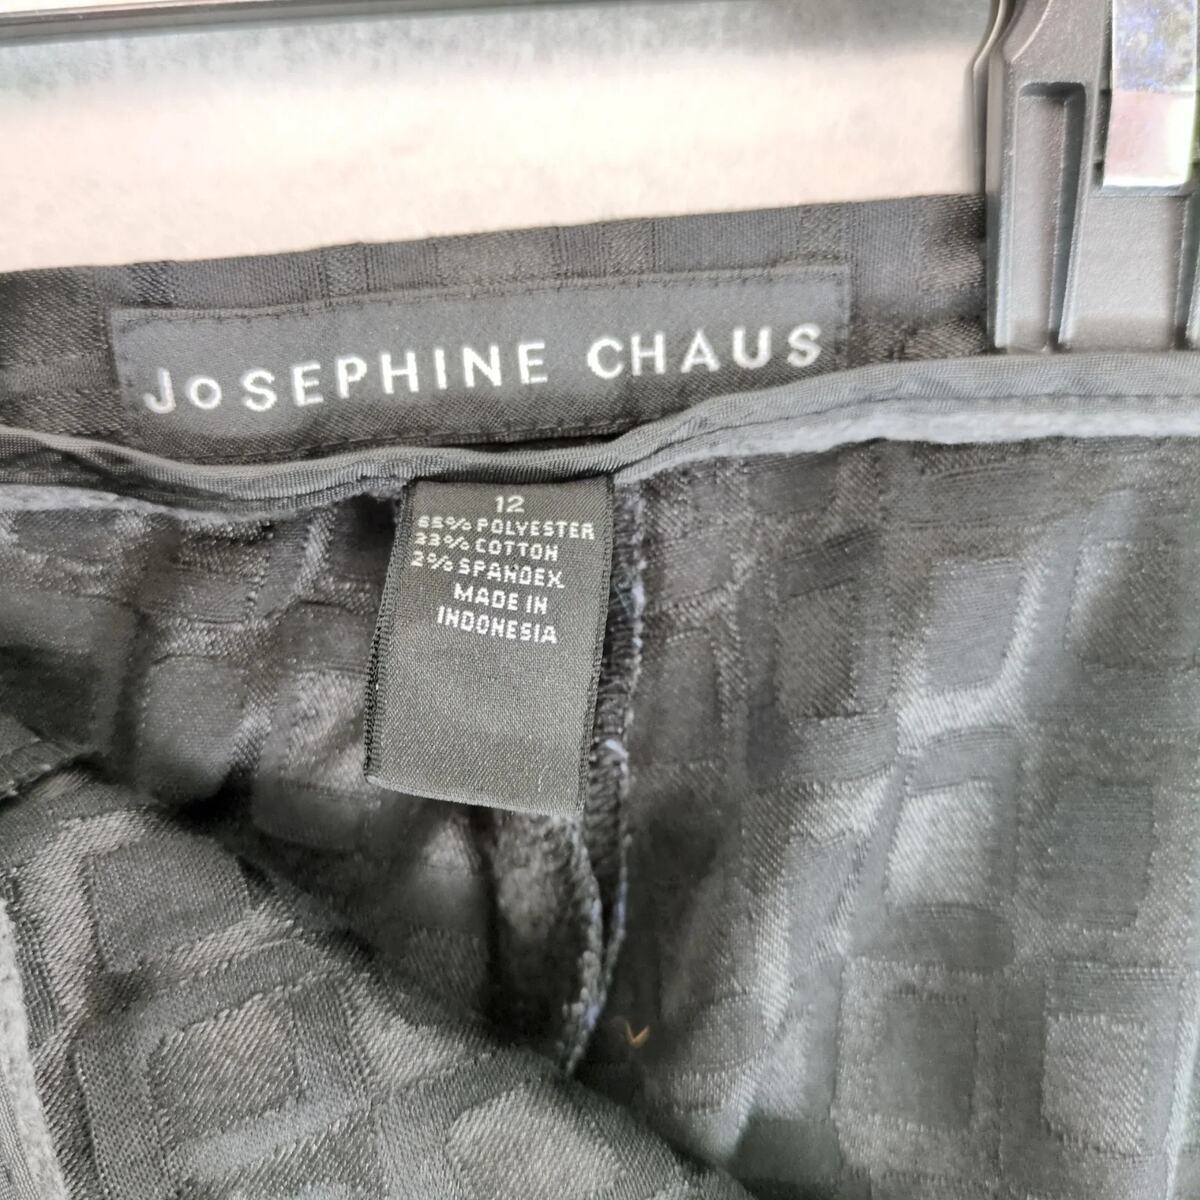 JoSEPHINE CHAUS
12
65% POLYESTER
33% COTTON
2% SPANDEX
MADE IN
INDONESIA